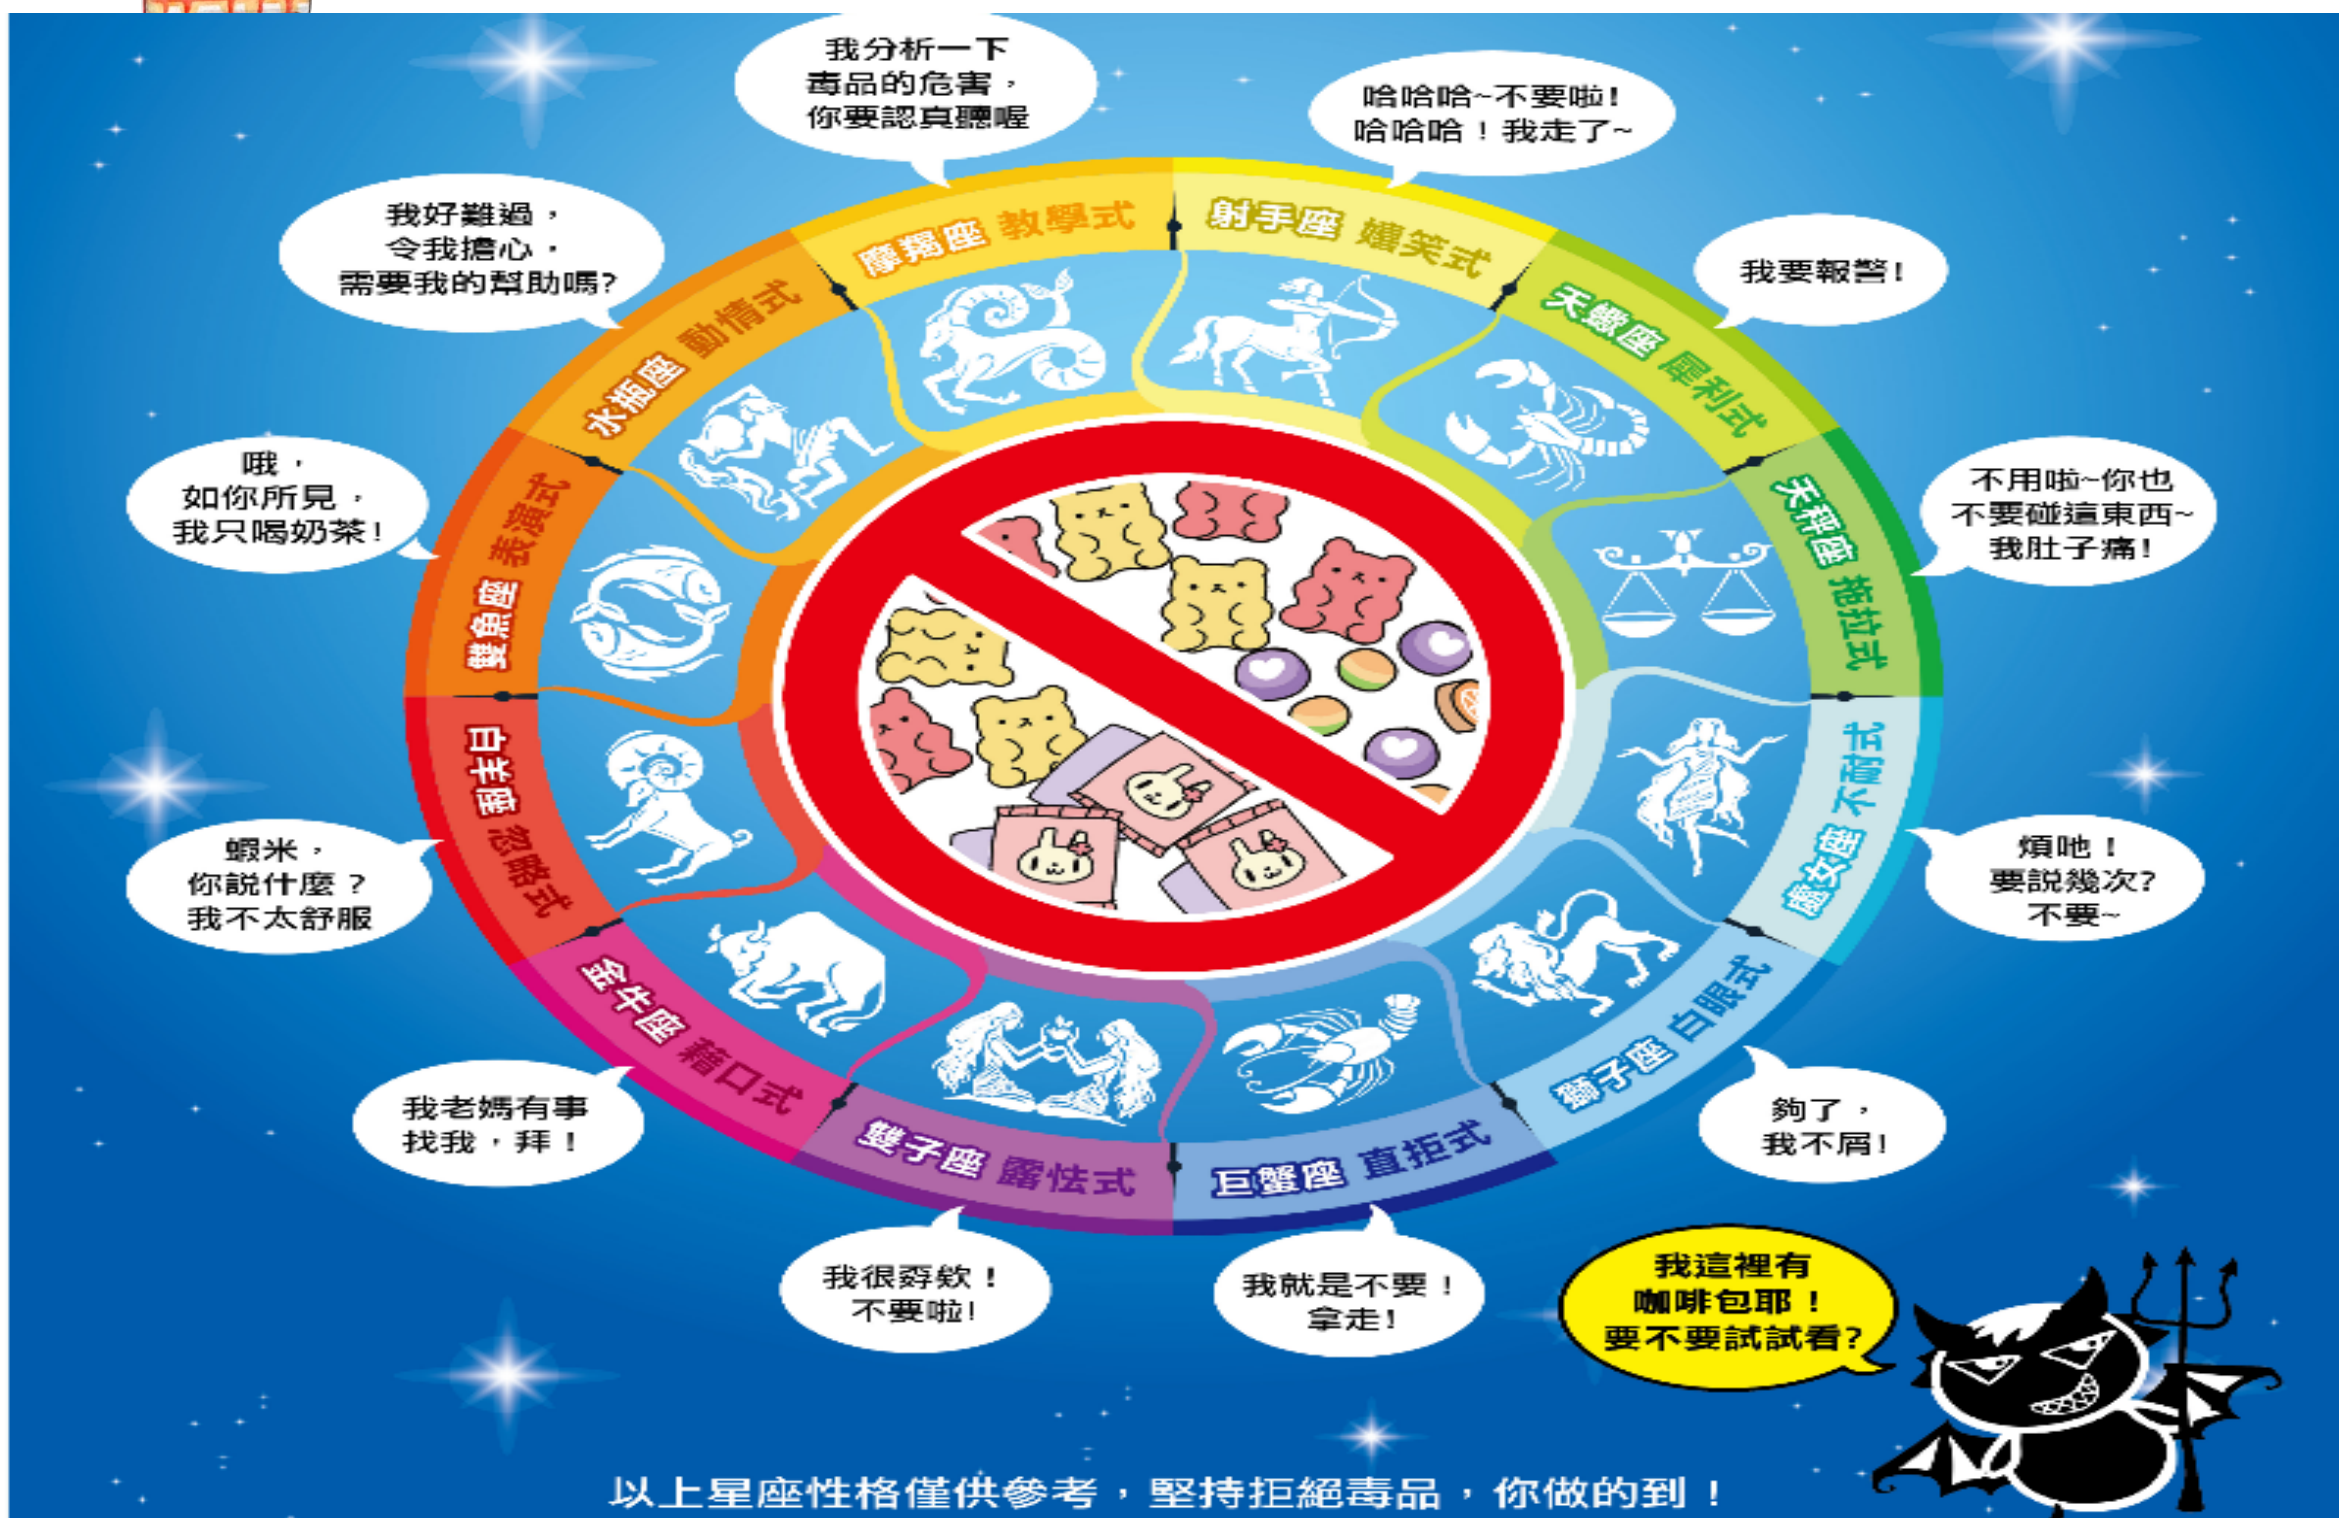 我分析一下
毒品的危害，
你要認真聽喔
哈哈哈~不要啦!
哈哈哈！我走了~
我好難過，
令我擔心，
需要我的幫助嗎?
我要報警!
摩羯座 教學式
射手座 嬉笑式
水瓶座 動情式
天蠍座 犀利式
哦，
如你所見，
我只喝奶茶!
不用啦~你也
不要碰這東西~
我肚子痛!
雙魚座 表演式
天秤座 拖拉式
白羊座 忽略式
處女座 不耐式
蝦米，
你説什麼？
我不太舒服
煩吔！
要説幾次?
不要~
金牛座 藉口式
獅子座 白眼式
雙子座 露怯式
巨蟹座 直拒式
我老媽有事
找我，拜！
夠了，
我不屑!
我很孬欸！
不要啦!
我就是不要！
拿走!
我這裡有
咖啡包耶！
要不要試試看?
以上星座性格僅供參考，堅持拒絕毒品，你做的到！